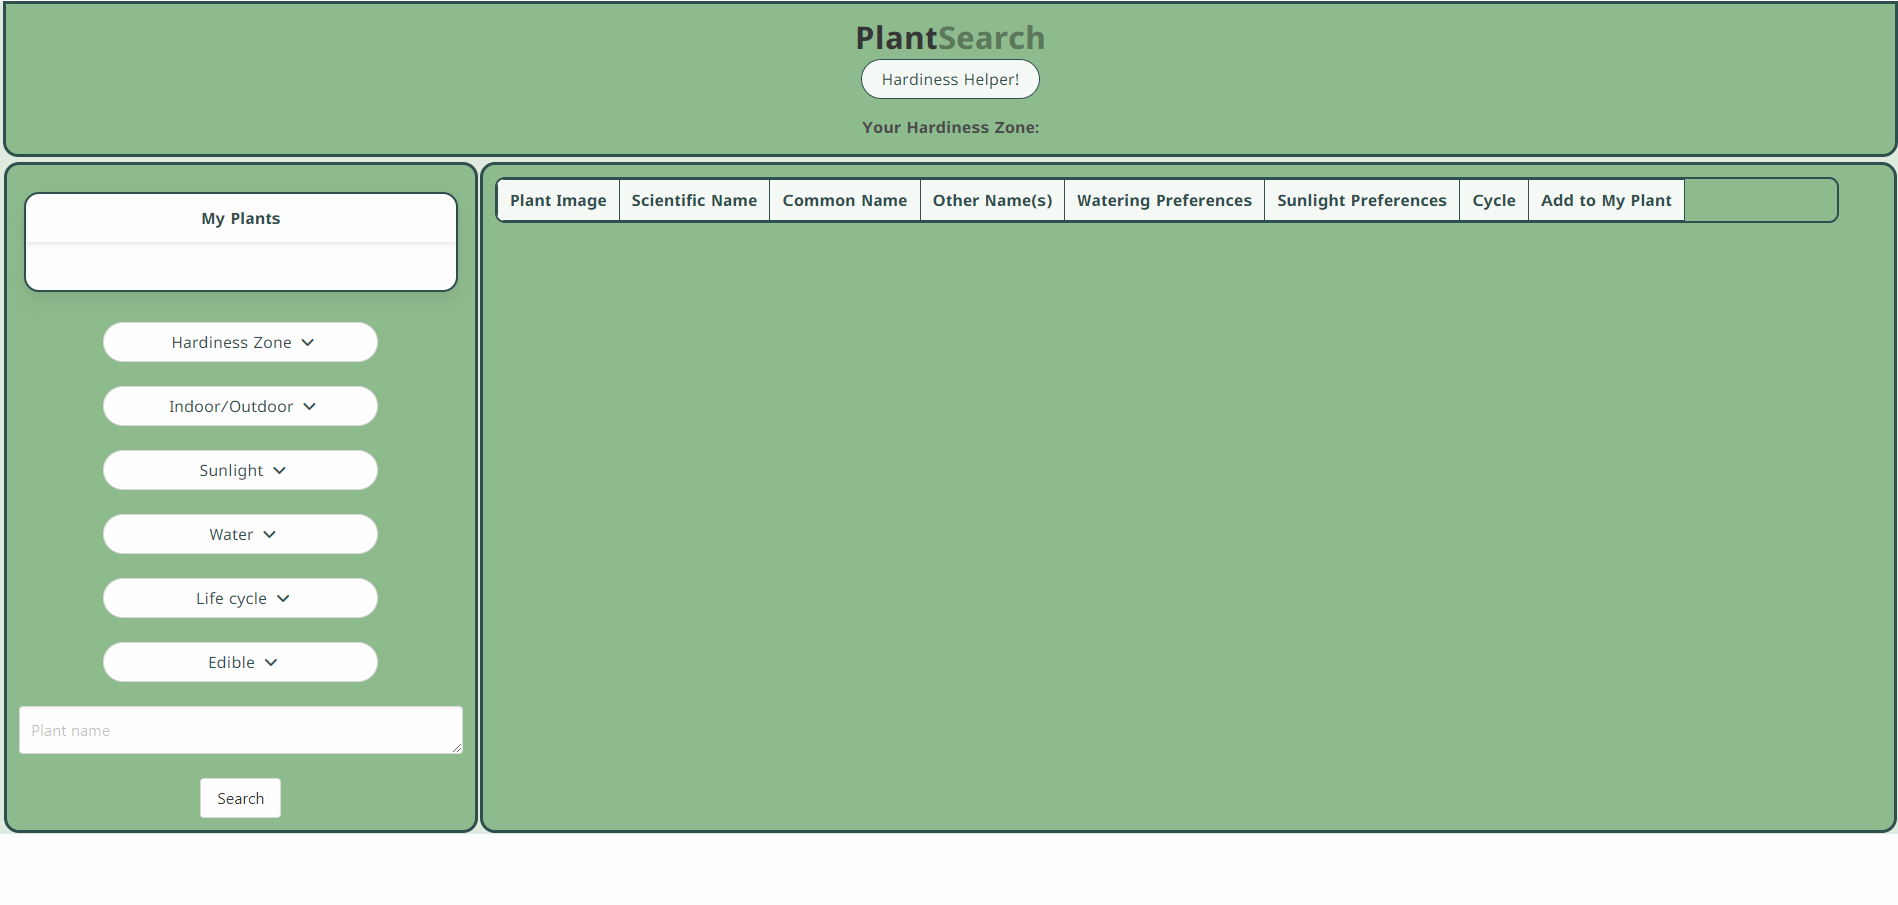 PlantSearch
Hardiness Helper!
Your Hardiness Zone:
My Plants
Hardiness Zone
Indoor/Outdoor
Sunlight
Water
Life cycle
Edible
Plant name
Search
Plant Image Scientific Name Common Name Other Name(s) Watering Preferences Sunlight Preferences Cycle Add to My Plant